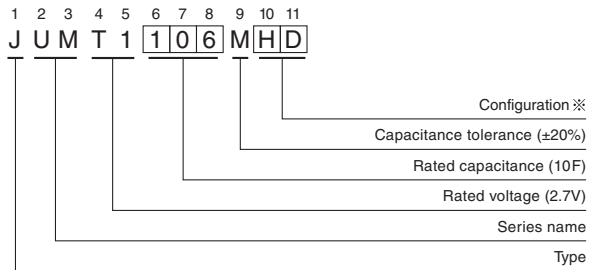 1 2 3 4 5 6 7 8 9 10 11
J U M T 1 1 0 6 M H D
Configuration ※
Capacitance tolerance (±20%)
Rated capacitance (10F)
Rated voltage (2.7V)
Series name
Type